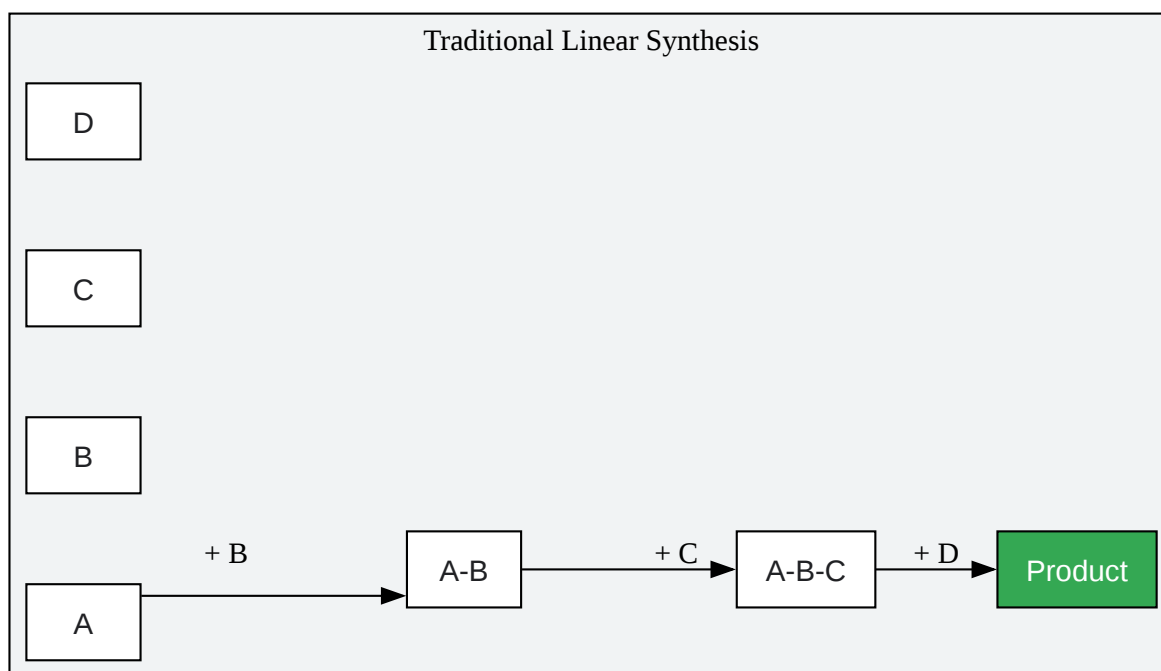 Traditional Linear Synthesis
D
C
B
+ B
A-B
+ C
A-B-C
+ D
Product
A